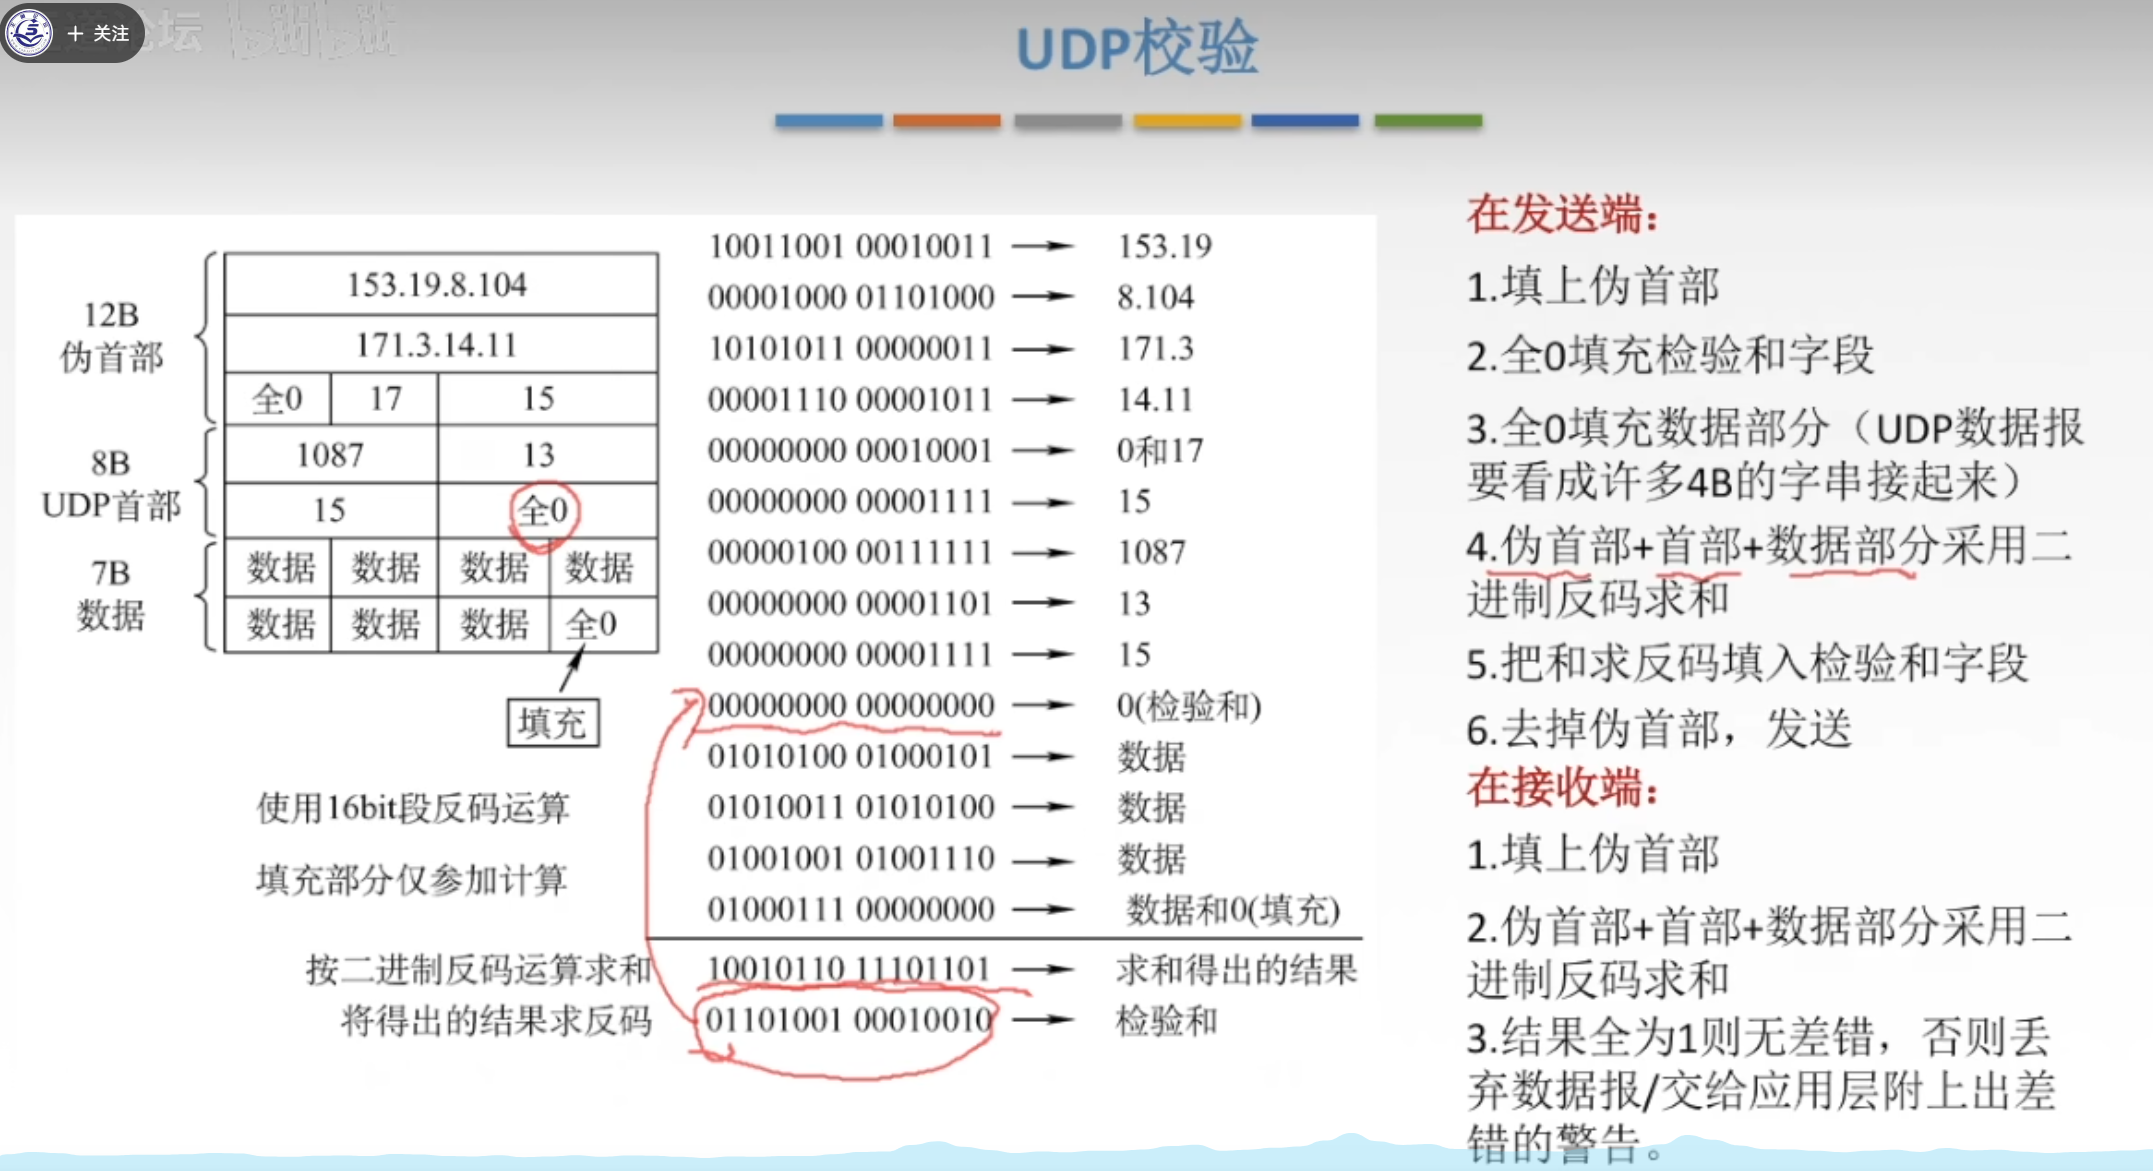 + 关注
论坛
UDP校验
12B
伪首部
153.19.8.104
171.3.14.11
全0 17 15
8B
UDP首部
1087 13
15 全0
7B
数据
数据 数据 数据 数据
数据 数据 数据 全0
填充
使用16bit段反码运算
填充部分仅参加计算
按二进制反码运算求和
将得出的结果求反码
10011001 00010011 → 153.19
00001000 01101000 → 8.104
10101011 00000011 → 171.3
00001110 00001011 → 14.11
00000000 00010001 → 0和17
00000000 00001111 → 15
00000100 00111111 → 1087
00000000 00001101 → 13
00000000 00001111 → 15
00000000 00000000 → 0(检验和)
01010100 01000101 → 数据
01010011 01010100 → 数据
01001001 01001110 → 数据
01000111 00000000 → 数据和0(填充)
10010110 11101101 → 求和得出的结果
01101001 00010010 → 检验和
在发送端:
1.填上伪首部
2.全0填充检验和字段
3.全0填充数据部分（UDP数据报
要看成许多4B的字串接起来）
4.伪首部+首部+数据部分采用二
进制反码求和
5.把和求反码填入检验和字段
6.去掉伪首部，发送
在接收端:
1.填上伪首部
2.伪首部+首部+数据部分采用二
进制反码求和
3.结果全为1则无差错，否则丢
弃数据报/交给应用层附上出差
错的警告。